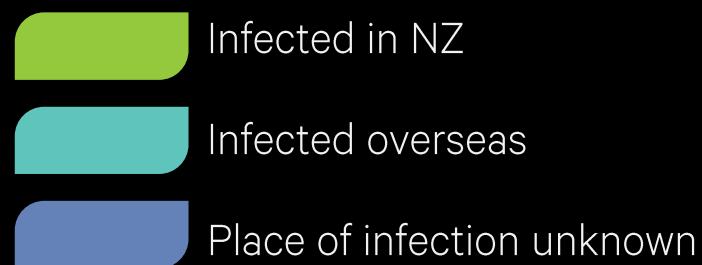 Infected in NZ
Infected overseas
Place of infection unknown